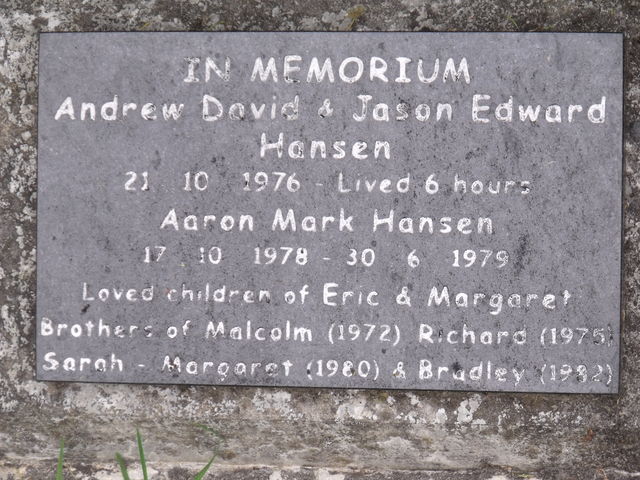 IN MEMORIUM
Andrew David & Jason Edward
Hansen
21 10 1976 - Lived 6 hours
Aaron Mark Hansen
17 10 1978 - 30 6 1979
Loved children of Eric & Margaret
Brothers of Malcolm (1972) Richard (1975)
Sarah - Margaret (1980) & Bradley (1982)